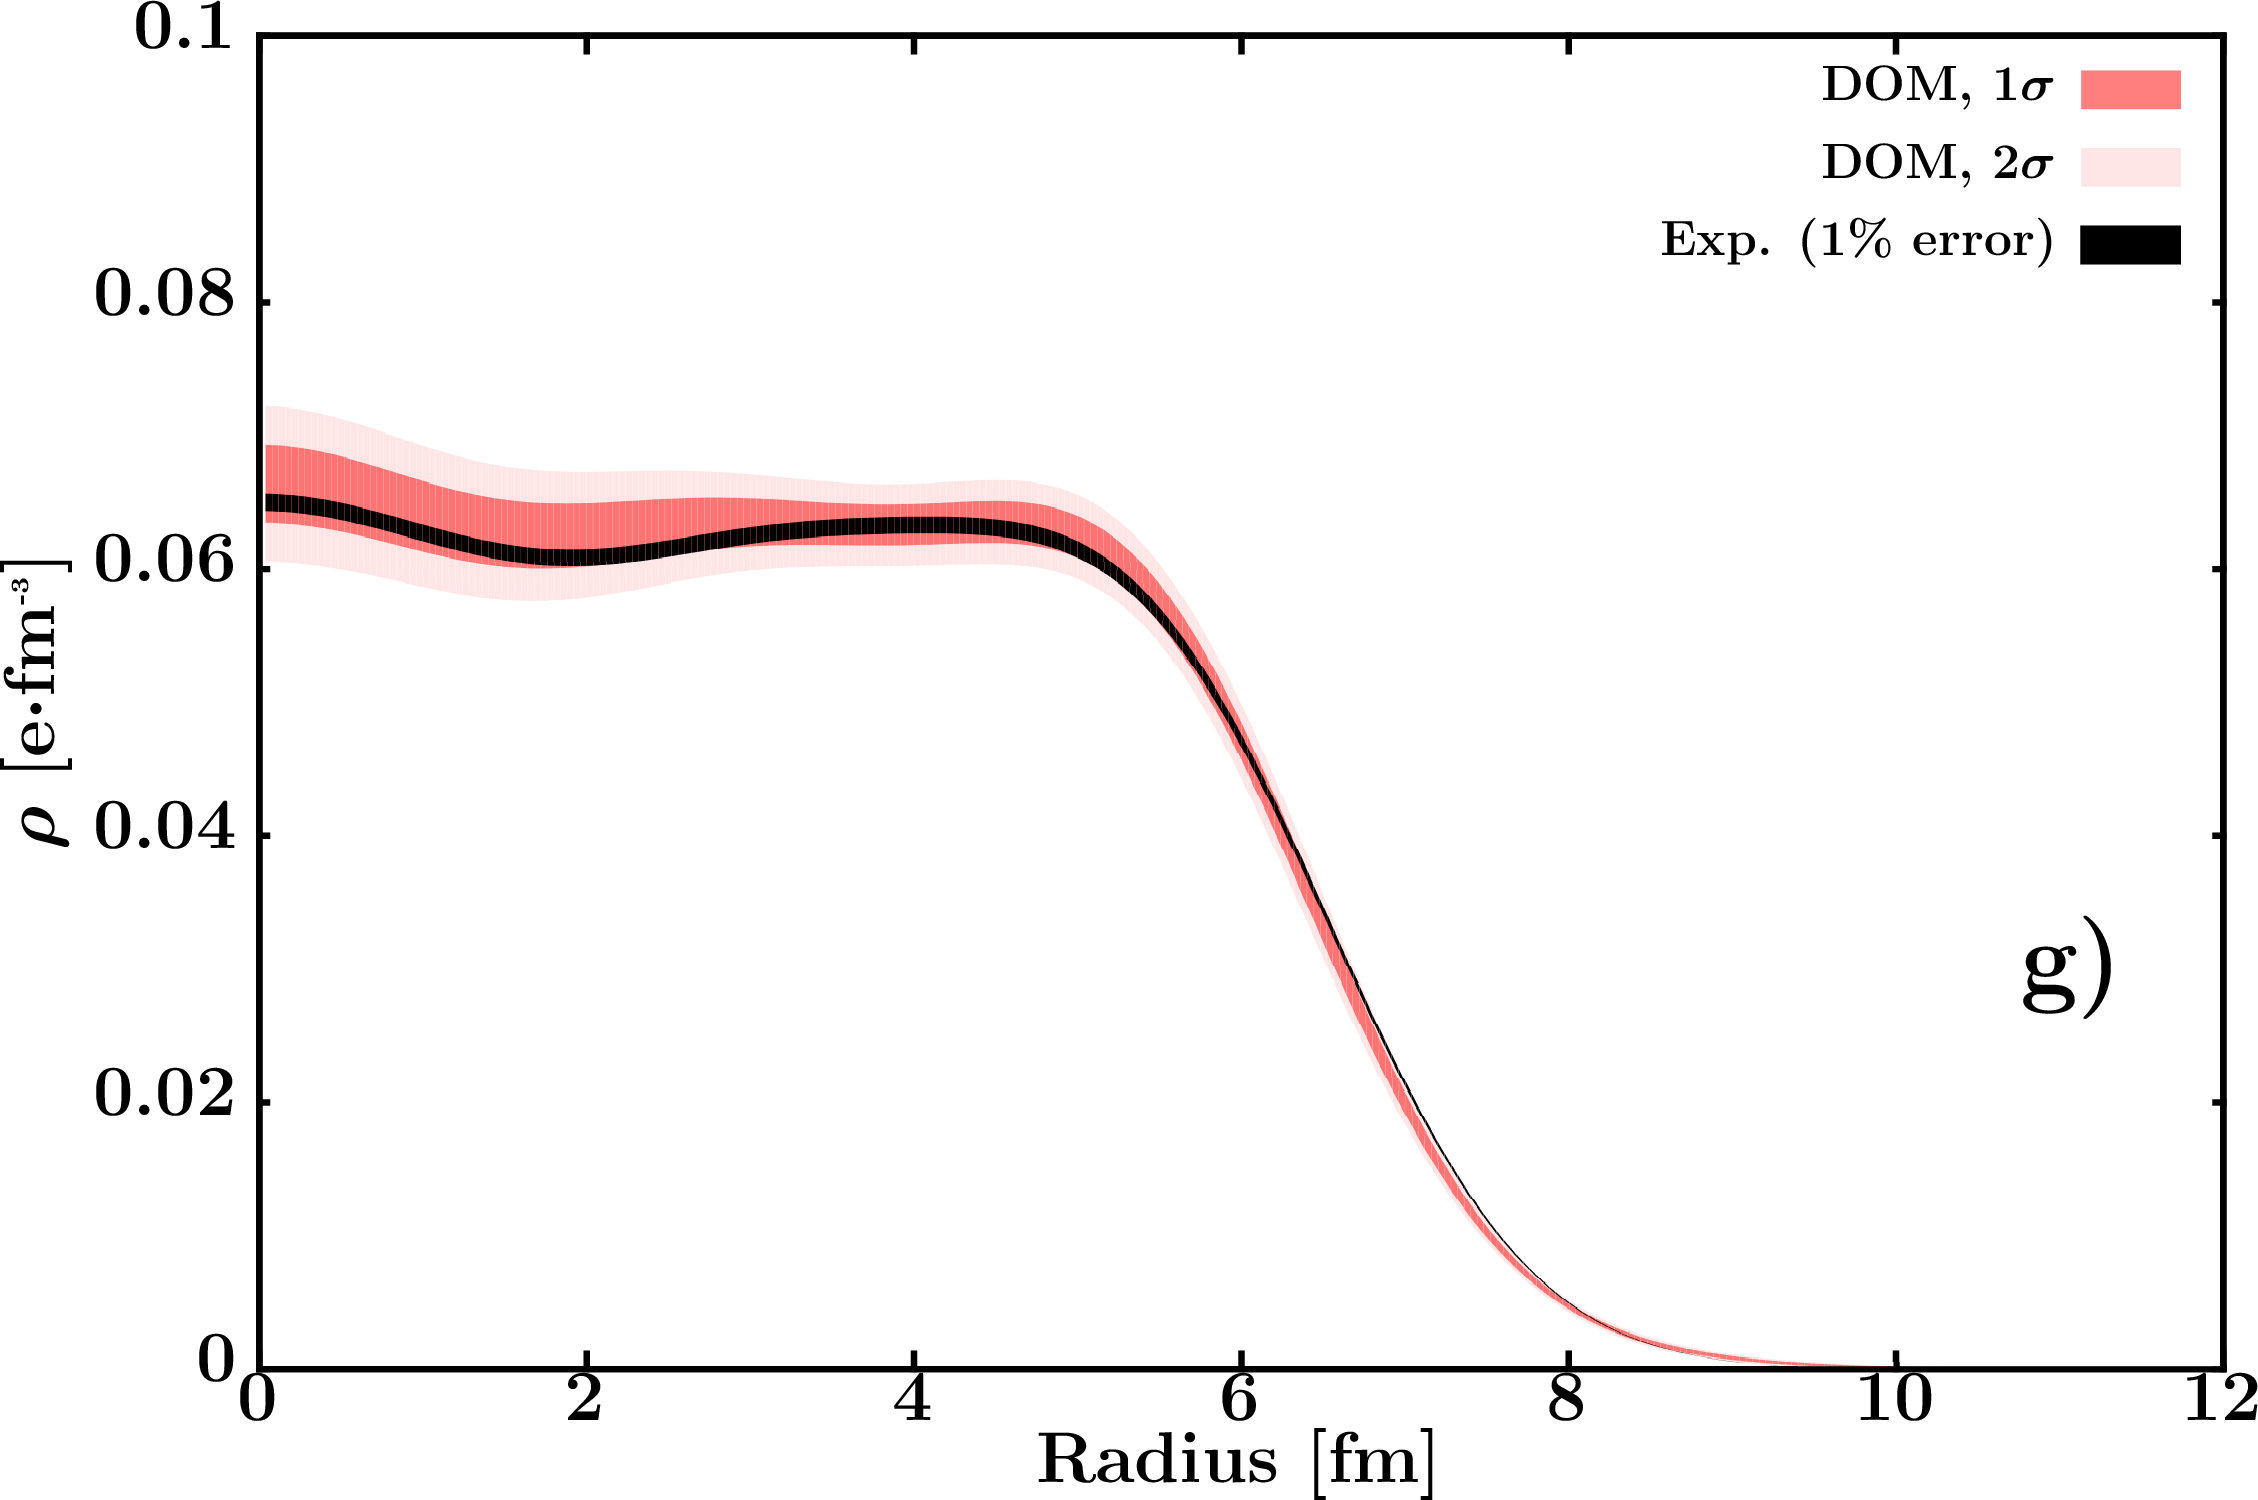 0.1
DOM, 1σ
DOM, 2σ
Exp. (1% error)
0.08
0.06
0.04
0.02
0
ρ [e·fm⁻³]
g)
0 2 4 6 8 10 12
Radius [fm]